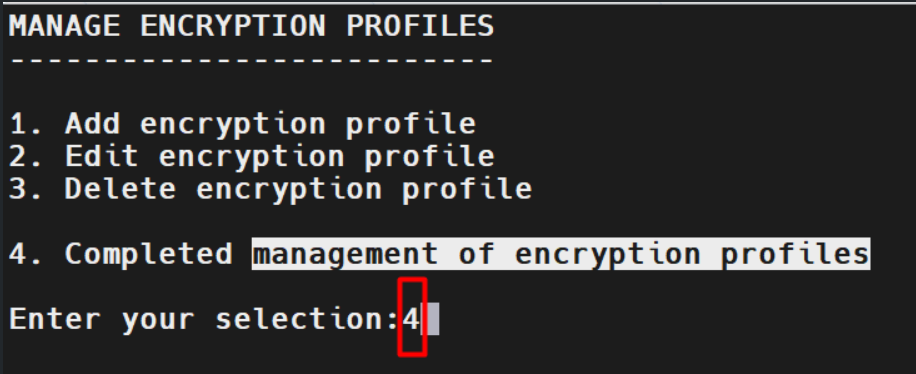 MANAGE ENCRYPTION PROFILES
--------------------------
1. Add encryption profile
2. Edit encryption profile
3. Delete encryption profile
4. Completed management of encryption profiles
Enter your selection:4